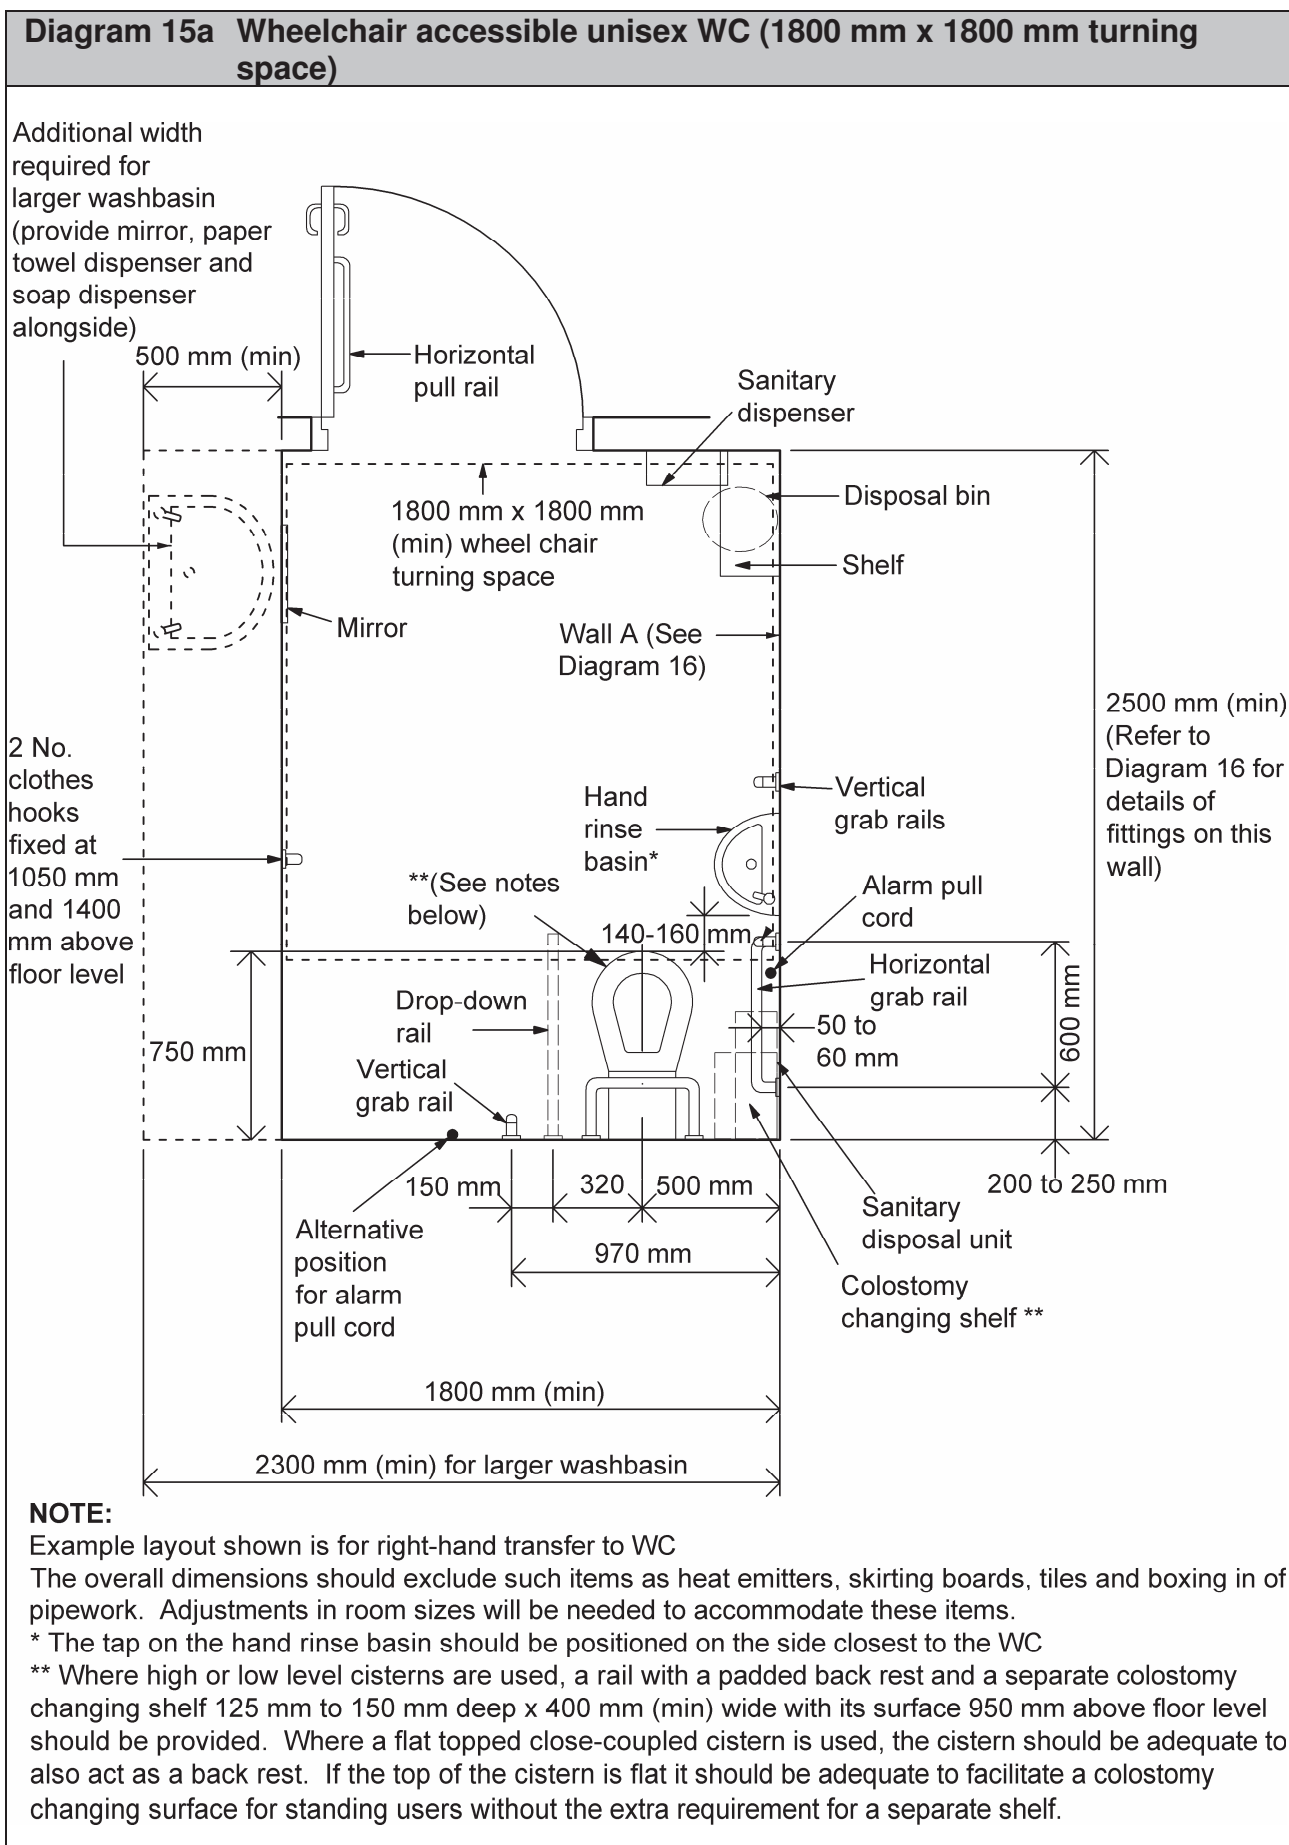 Diagram 15a Wheelchair accessible unisex WC (1800 mm x 1800 mm turning
space)
Additional width
required for
larger washbasin
(provide mirror, paper
towel dispenser and
soap dispenser
alongside)
500 mm (min)
Horizontal
pull rail
Sanitary
dispenser
1800 mm x 1800 mm
(min) wheel chair
turning space
Disposal bin
Shelf
Mirror
Wall A (See
Diagram 16)
2500 mm (min)
(Refer to
Diagram 16 for
details of
fittings on this
wall)
2 No.
clothes
hooks
fixed at
1050 mm
and 1400
mm above
floor level
Hand
rinse
basin*
Vertical
grab rails
**(See notes
below)
Alarm pull
cord
140-160 mm
Horizontal
grab rail
Drop-down
rail
50 to
60 mm
600 mm
750 mm
Vertical
grab rail
150 mm
320
500 mm
200 to 250 mm
Sanitary
disposal unit
Alternative
position
for alarm
pull cord
970 mm
Colostomy
changing shelf **
1800 mm (min)
2300 mm (min) for larger washbasin
NOTE:
Example layout shown is for right-hand transfer to WC
The overall dimensions should exclude such items as heat emitters, skirting boards, tiles and boxing in of
pipework. Adjustments in room sizes will be needed to accommodate these items.
* The tap on the hand rinse basin should be positioned on the side closest to the WC
** Where high or low level cisterns are used, a rail with a padded back rest and a separate colostomy
changing shelf 125 mm to 150 mm deep x 400 mm (min) wide with its surface 950 mm above floor level
should be provided. Where a flat topped close-coupled cistern is used, the cistern should be adequate to
also act as a back rest. If the top of the cistern is flat it should be adequate to facilitate a colostomy
changing surface for standing users without the extra requirement for a separate shelf.